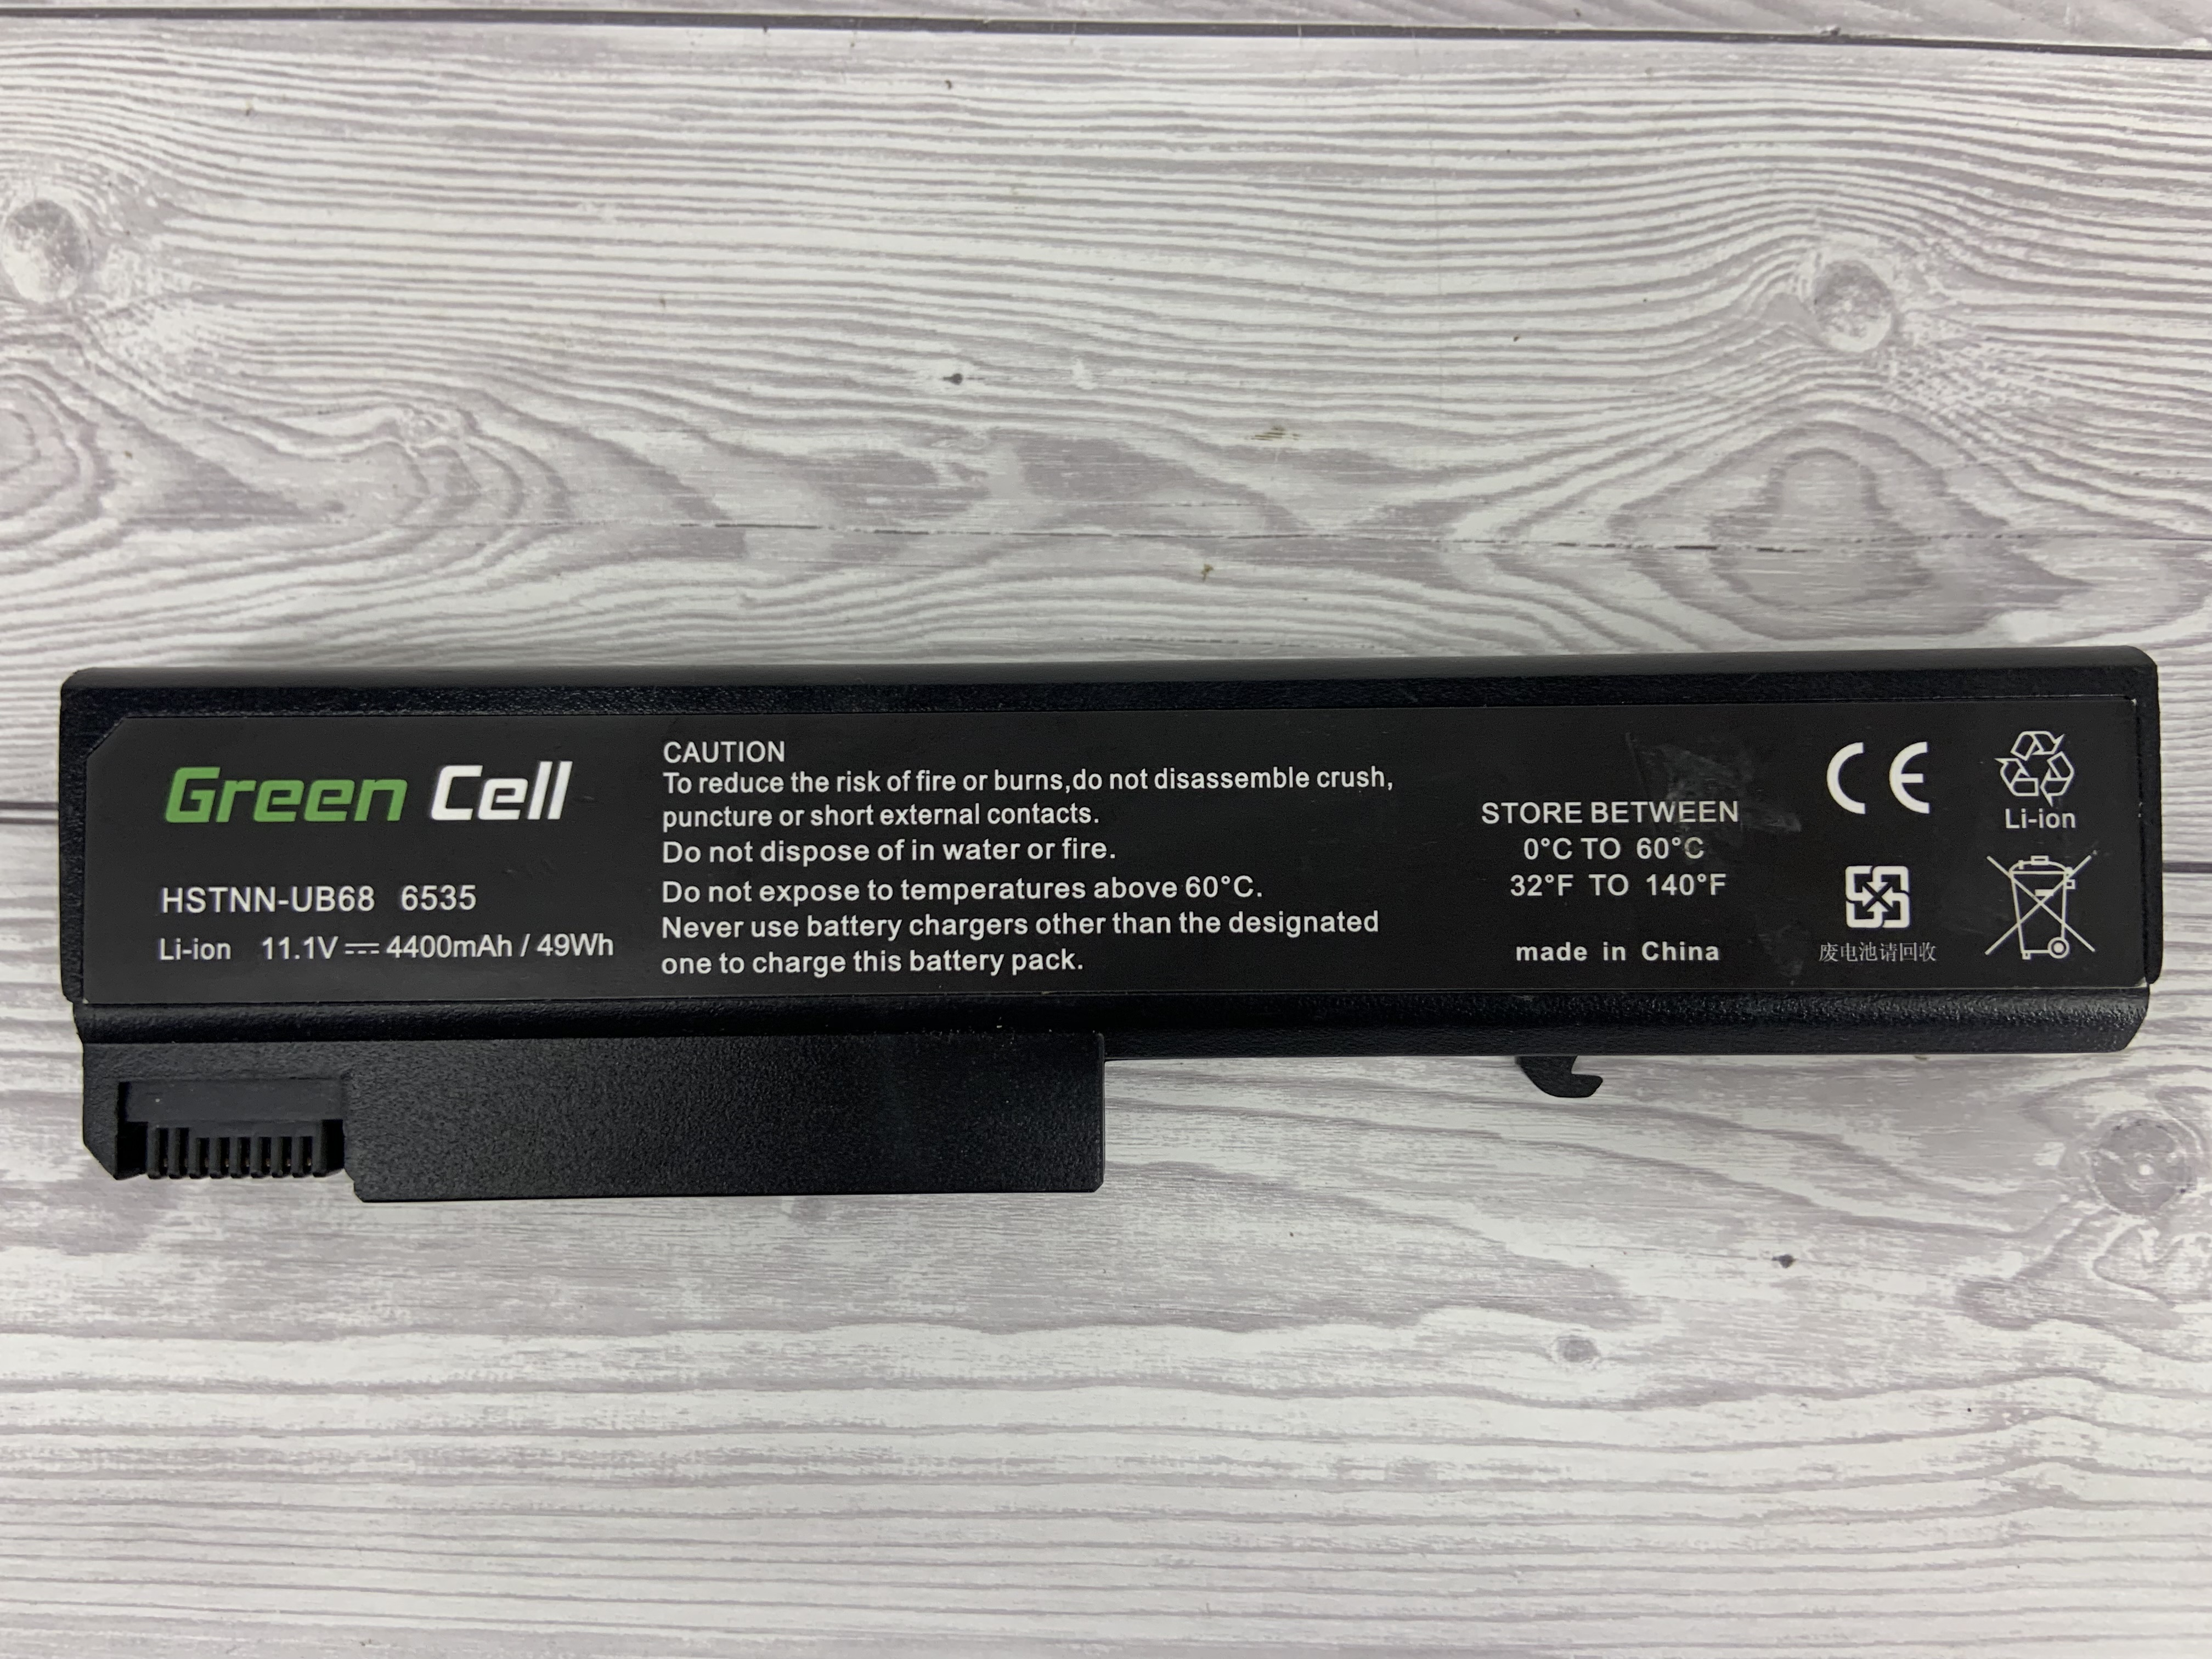 Green Cell
HSTNN-UB68 6535
Li-ion 11.1V⎓4400mAh / 49Wh
CAUTION
To reduce the risk of fire or burns,do not disassemble crush,
puncture or short external contacts.
Do not dispose of in water or fire.
Do not expose to temperatures above 60°C.
Never use battery chargers other than the designated
one to charge this battery pack.
STORE BETWEEN
0°C TO 60°C
32°F TO 140°F
made in China
CE
废电池请回收
Li-ion